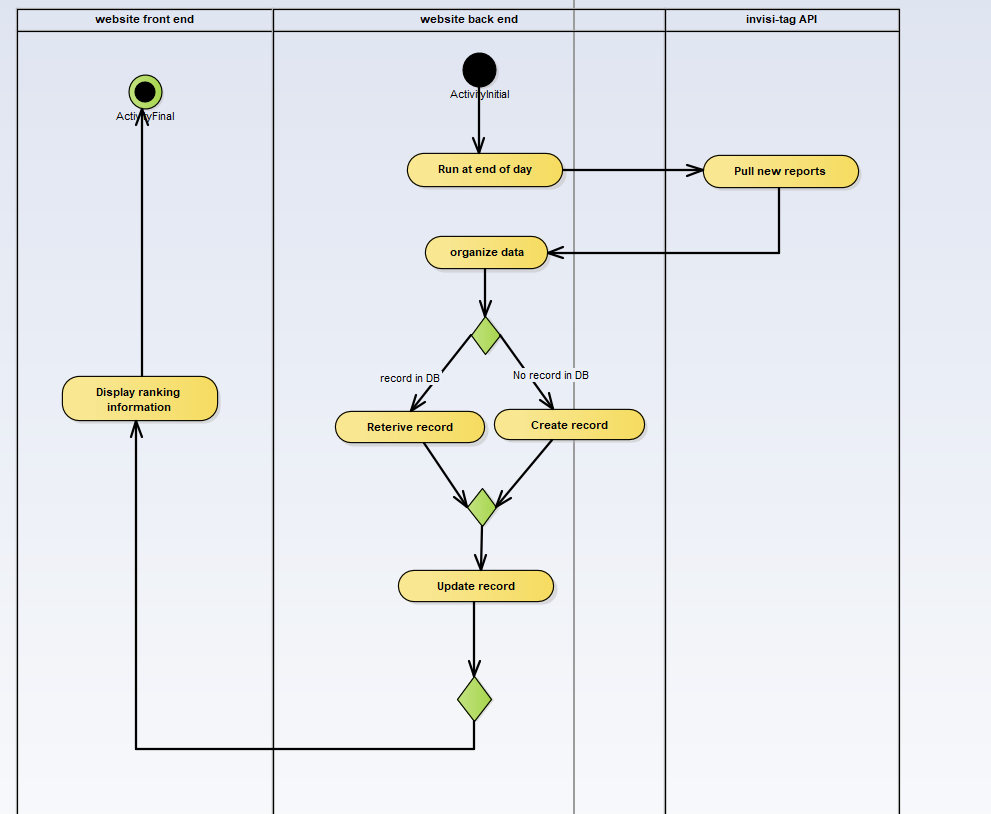 website front end
website back end
invisi-tag API
ActivityFinal
ActivityInitial
Run at end of day
Pull new reports
organize data
record in DB
No record in DB
Display ranking
information
Reterive record
Create record
Update record